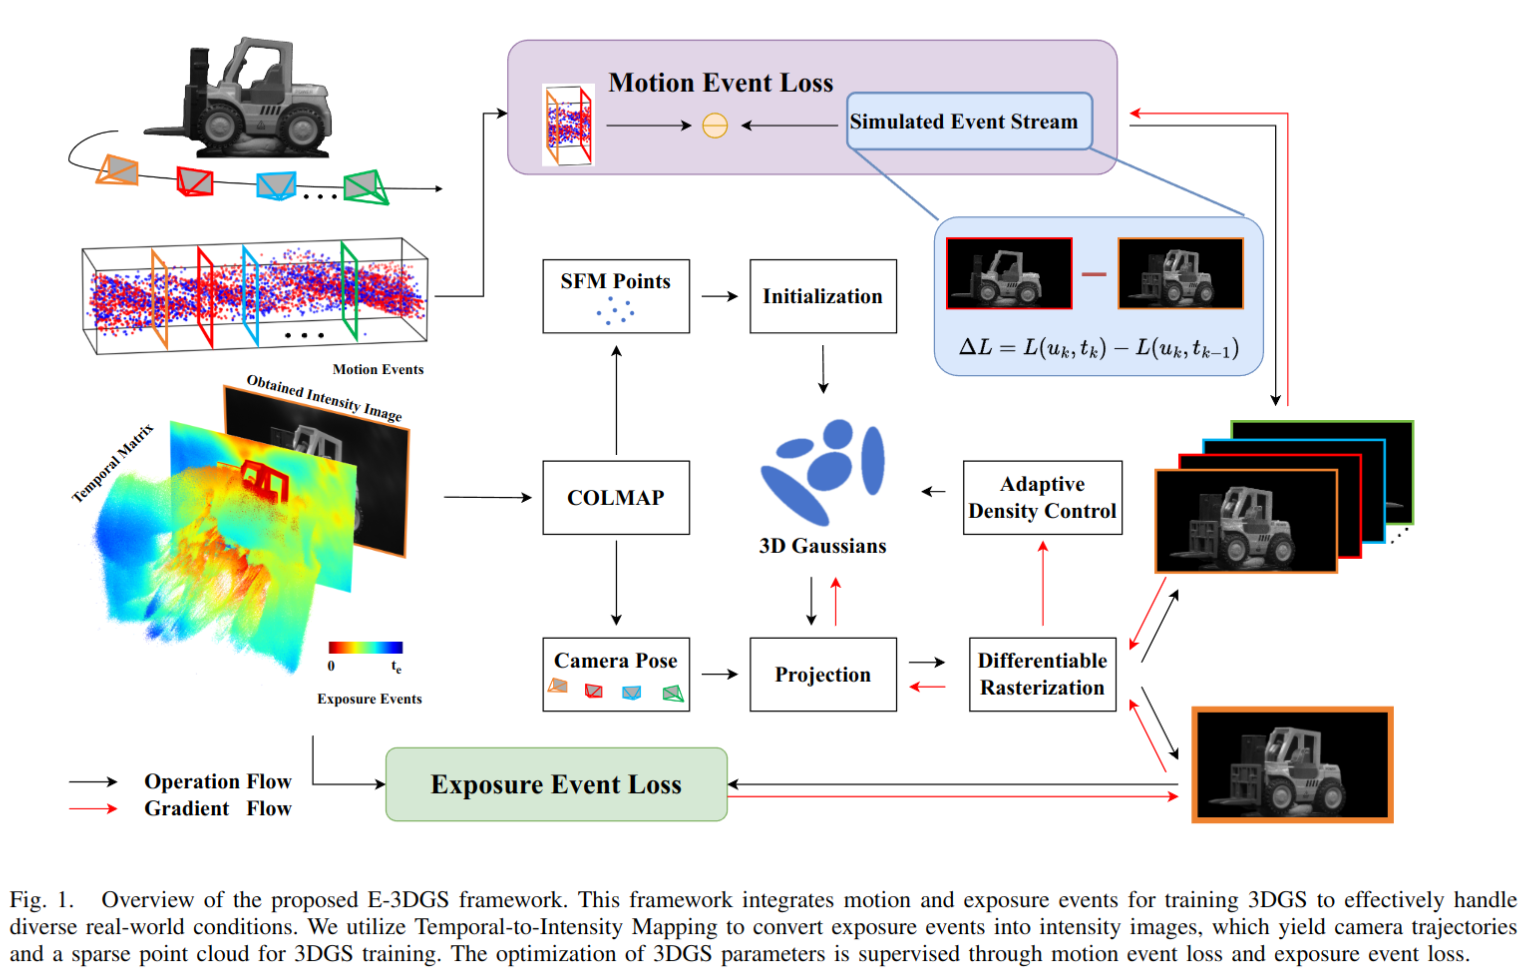 Motion Event Loss
Simulated Event Stream
SFM Points
Initialization
ΔL = L(u_k, t_k) − L(u_k, t_{k−1})
Motion Events
Obtained Intensity Image
Temporal Matrix
COLMAP
Adaptive
Density Control
3D Gaussians
0 t_e
Exposure Events
Camera Pose
Projection
Differentiable
Rasterization
Operation Flow
Gradient Flow
Exposure Event Loss
Fig. 1. Overview of the proposed E-3DGS framework. This framework integrates motion and exposure events for training 3DGS to effectively handle
diverse real-world conditions. We utilize Temporal-to-Intensity Mapping to convert exposure events into intensity images, which yield camera trajectories
and a sparse point cloud for 3DGS training. The optimization of 3DGS parameters is supervised through motion event loss and exposure event loss.